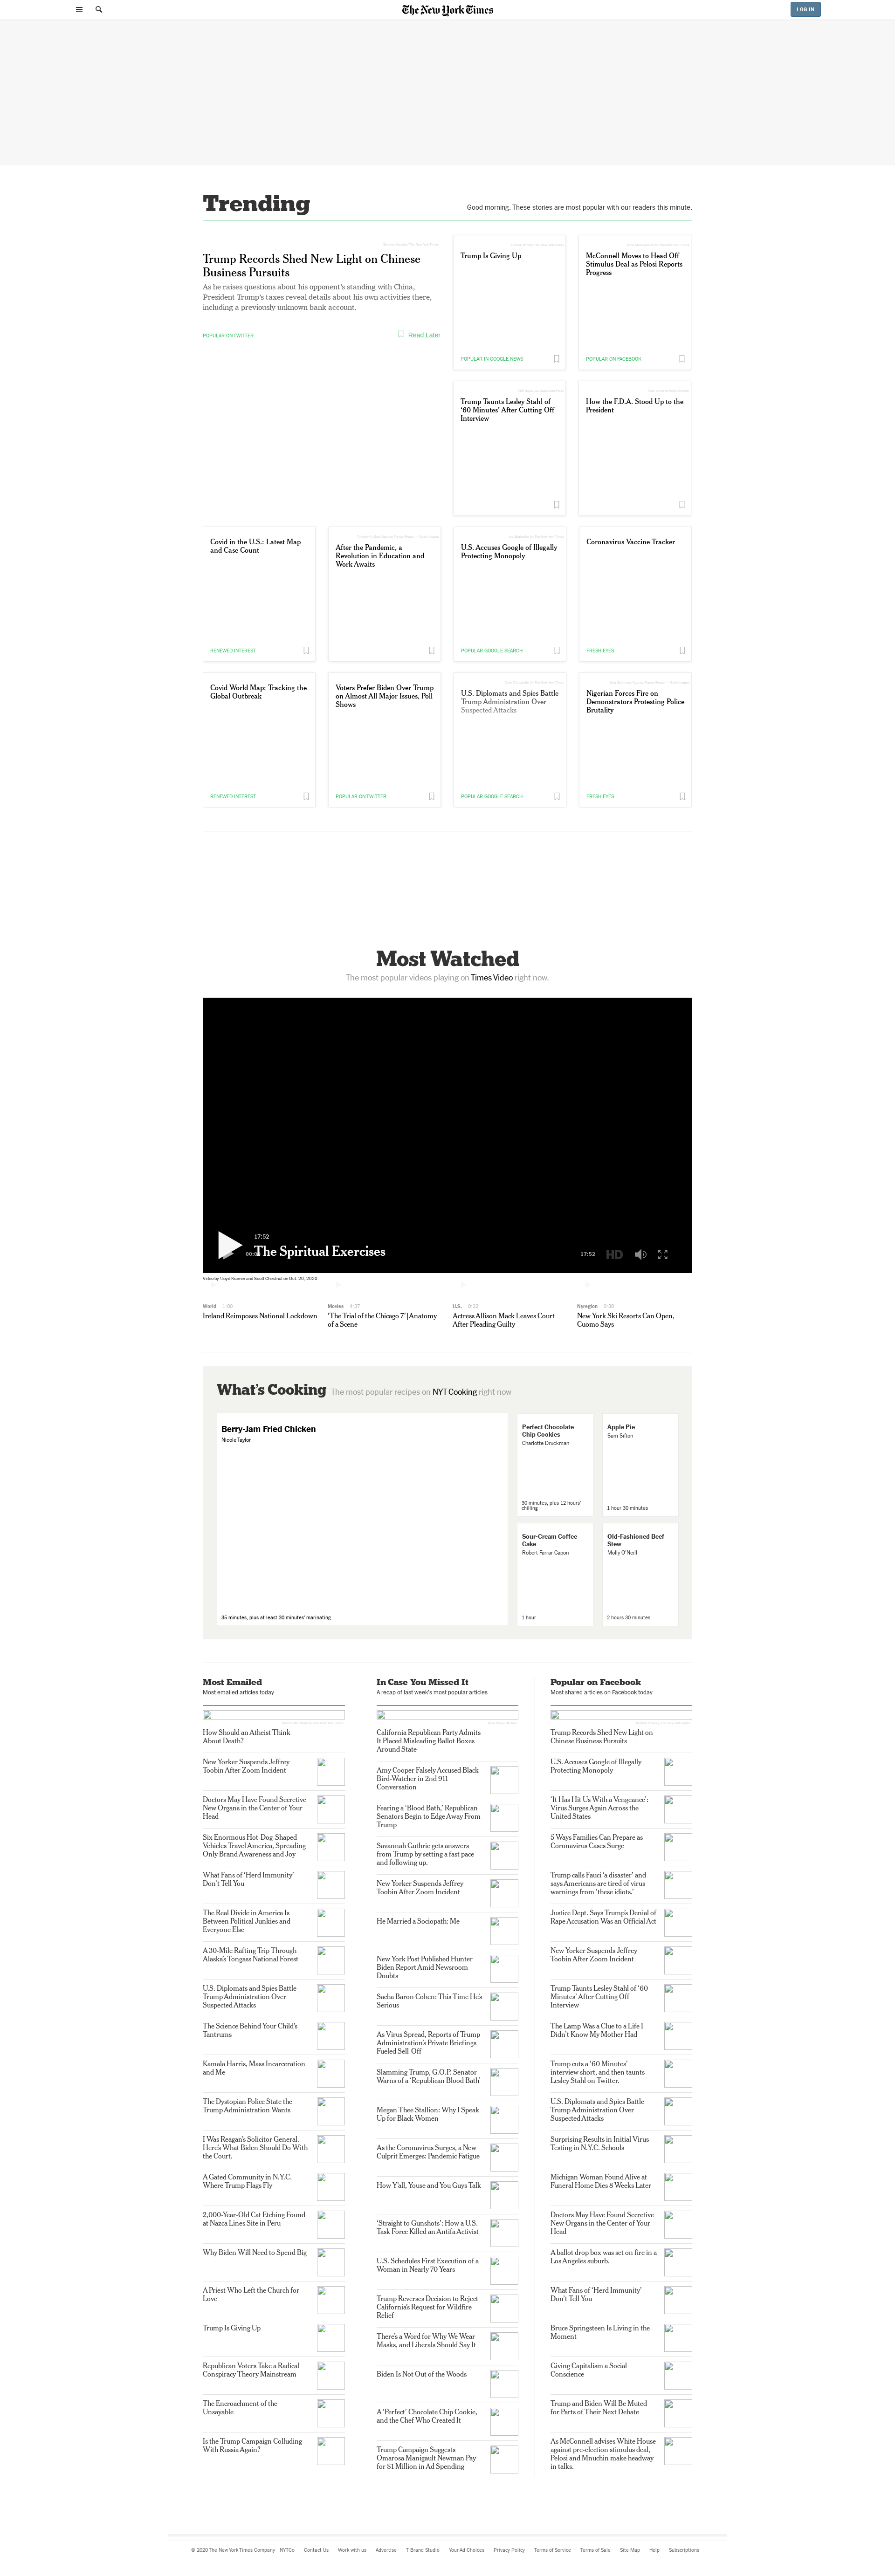 The New York Times
LOG IN
Trending
Good morning. These stories are most popular with our readers this minute.
Trump Records Shed New Light on Chinese
Business Pursuits
As he raises questions about his opponent's standing with China,
President Trump's taxes reveal details about his own activities there,
including a previously unknown bank account.
POPULAR ON TWITTER
Read Later
Trump Is Giving Up
POPULAR IN GOOGLE NEWS
McConnell Moves to Head Off
Stimulus Deal as Pelosi Reports
Progress
POPULAR ON FACEBOOK
Trump Taunts Lesley Stahl of
'60 Minutes' After Cutting Off
Interview
How the F.D.A. Stood Up to the
President
Covid in the U.S.: Latest Map
and Case Count
RENEWED INTEREST
After the Pandemic, a
Revolution in Education and
Work Awaits
U.S. Accuses Google of Illegally
Protecting Monopoly
POPULAR GOOGLE SEARCH
Coronavirus Vaccine Tracker
FRESH EYES
Covid World Map: Tracking the
Global Outbreak
RENEWED INTEREST
Voters Prefer Biden Over Trump
on Almost All Major Issues, Poll
Shows
POPULAR ON TWITTER
U.S. Diplomats and Spies Battle
Trump Administration Over
Suspected Attacks
POPULAR GOOGLE SEARCH
Nigerian Forces Fire on
Demonstrators Protesting Police
Brutality
FRESH EYES
Most Watched
The most popular videos playing on Times Video right now.
17:52
The Spiritual Exercises
17:52
HD
Video by Lloyd Kramer and Scott Chestnut on Oct. 20, 2020.
World 1:00
Ireland Reimposes National Lockdown
Movies 4:37
'The Trial of the Chicago 7' | Anatomy
of a Scene
U.S. 0:22
Actress Allison Mack Leaves Court
After Pleading Guilty
Nyregion
New York Ski Resorts Can Open,
Cuomo Says
What's Cooking The most popular recipes on NYT Cooking right now
Berry-Jam Fried Chicken
Nicole Taylor
35 minutes, plus at least 30 minutes' marinating
Perfect Chocolate
Chip Cookies
Charlotte Druckman
30 minutes, plus 12 hours'
chilling
Apple Pie
Sam Sifton
1 hour 30 minutes
Sour-Cream Coffee
Cake
Robert Farrar Capon
1 hour
Old-Fashioned Beef
Stew
Molly O'Neill
2 hours 30 minutes
Most Emailed
Most emailed articles today
How Should an Atheist Think
About Death?
New Yorker Suspends Jeffrey
Toobin After Zoom Incident
Doctors May Have Found Secretive
New Organs in the Center of Your
Head
Six Enormous Hot-Dog-Shaped
Vehicles Travel America, Spreading
Only Brand Awareness and Joy
What Fans of 'Herd Immunity'
Don't Tell You
The Real Divide in America Is
Between Political Junkies and
Everyone Else
A 30-Mile Rafting Trip Through
Alaska's Tongass National Forest
U.S. Diplomats and Spies Battle
Trump Administration Over
Suspected Attacks
The Science Behind Your Child's
Tantrums
Kamala Harris, Mass Incarceration
and Me
The Dystopian Police State the
Trump Administration Wants
I Was Reagan's Solicitor General.
Here's What Biden Should Do With
the Court.
A Gated Community in N.Y.C.
Where Trump Flags Fly
2,000-Year-Old Cat Etching Found
at Nazca Lines Site in Peru
Why Biden Will Need to Spend Big
A Priest Who Left the Church for
Love
Trump Is Giving Up
Republican Voters Take a Radical
Conspiracy Theory Mainstream
The Encroachment of the
Unsayable
Is the Trump Campaign Colluding
With Russia Again?
In Case You Missed It
A recap of last week's most popular articles
California Republican Party Admits
It Placed Misleading Ballot Boxes
Around State
Amy Cooper Falsely Accused Black
Bird-Watcher in 2nd 911
Conversation
Fearing a 'Blood Bath,' Republican
Senators Begin to Edge Away From
Trump
Savannah Guthrie gets answers
from Trump by setting a fast pace
and following up.
New Yorker Suspends Jeffrey
Toobin After Zoom Incident
He Married a Sociopath: Me
New York Post Published Hunter
Biden Report Amid Newsroom
Doubts
Sacha Baron Cohen: This Time He's
Serious
As Virus Spread, Reports of Trump
Administration's Private Briefings
Fueled Sell-Off
Slamming Trump, G.O.P. Senator
Warns of a 'Republican Blood Bath'
Megan Thee Stallion: Why I Speak
Up for Black Women
As the Coronavirus Surges, a New
Culprit Emerges: Pandemic Fatigue
How Y'all, Youse and You Guys Talk
'Straight to Gunshots': How a U.S.
Task Force Killed an Antifa Activist
U.S. Schedules First Execution of a
Woman in Nearly 70 Years
Trump Reverses Decision to Reject
California's Request for Wildfire
Relief
There's a Word for Why We Wear
Masks, and Liberals Should Say It
Biden Is Not Out of the Woods
A 'Perfect' Chocolate Chip Cookie,
and the Chef Who Created It
Trump Campaign Suggests
Omarosa Manigault Newman Pay
for $1 Million in Ad Spending
Popular on Facebook
Most shared articles on Facebook today
Trump Records Shed New Light on
Chinese Business Pursuits
U.S. Accuses Google of Illegally
Protecting Monopoly
'It Has Hit Us With a Vengeance':
Virus Surges Again Across the
United States
5 Ways Families Can Prepare as
Coronavirus Cases Surge
Trump calls Fauci 'a disaster' and
says Americans are tired of virus
warnings from 'these idiots.'
Justice Dept. Says Trump's Denial of
Rape Accusation Was an Official Act
New Yorker Suspends Jeffrey
Toobin After Zoom Incident
Trump Taunts Lesley Stahl of '60
Minutes' After Cutting Off
Interview
The Lamp Was a Clue to a Life I
Didn't Know My Mother Had
Trump cuts a '60 Minutes'
interview short, and then taunts
Lesley Stahl on Twitter.
U.S. Diplomats and Spies Battle
Trump Administration Over
Suspected Attacks
Surprising Results in Initial Virus
Testing in N.Y.C. Schools
Michigan Woman Found Alive at
Funeral Home Dies 8 Weeks Later
Doctors May Have Found Secretive
New Organs in the Center of Your
Head
A ballot drop box was set on fire in a
Los Angeles suburb.
What Fans of 'Herd Immunity'
Don't Tell You
Bruce Springsteen Is Living in the
Moment
Giving Capitalism a Social
Conscience
Trump and Biden Will Be Muted
for Parts of Their Next Debate
As McConnell advises White House
against pre-election stimulus deal,
Pelosi and Mnuchin make headway
in talks.
© 2020 The New York Times Company NYTCo Contact Us Work with us Advertise T Brand Studio Your Ad Choices Privacy Policy Terms of Service Terms of Sale Site Map Help Subscriptions